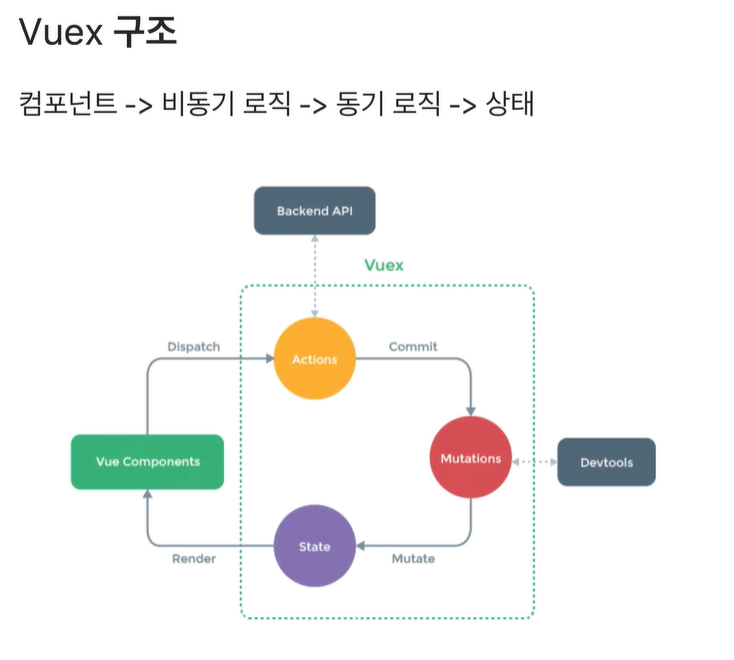 Vuex 구조
컴포넌트 -> 비동기 로직 -> 동기 로직 -> 상태
Backend API
Vuex
Dispatch
Commit
Actions
Vue Components
Mutations
Devtools
State
Render
Mutate